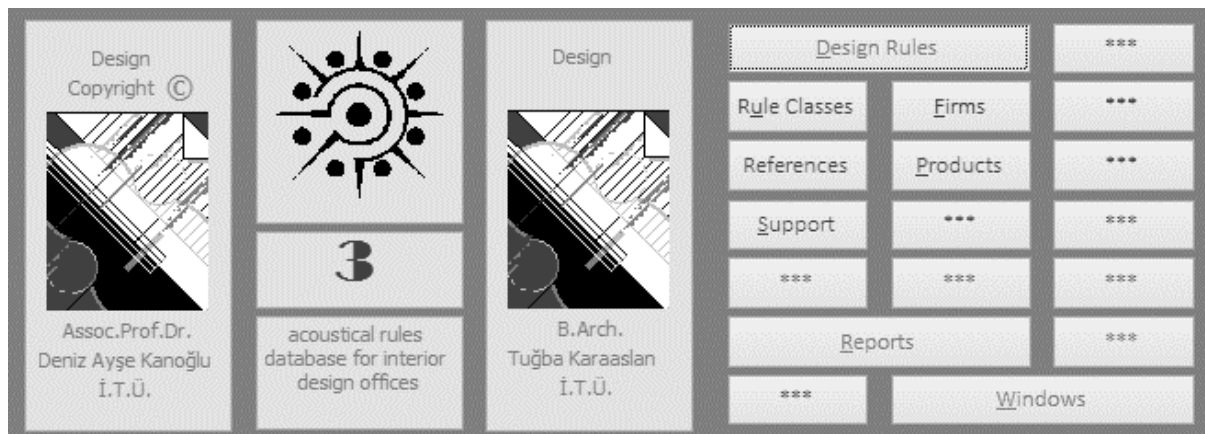 Design
Copyright ©
Assoc.Prof.Dr.
Deniz Ayşe Kanoğlu
İ.T.Ü.
3
acoustical rules
database for interior
design offices
Design
B.Arch.
Tuğba Karaaslan
İ.T.Ü.
Design Rules ***
Rule Classes Firms ***
References Products ***
Support *** ***
*** *** ***
Reports ***
*** Windows